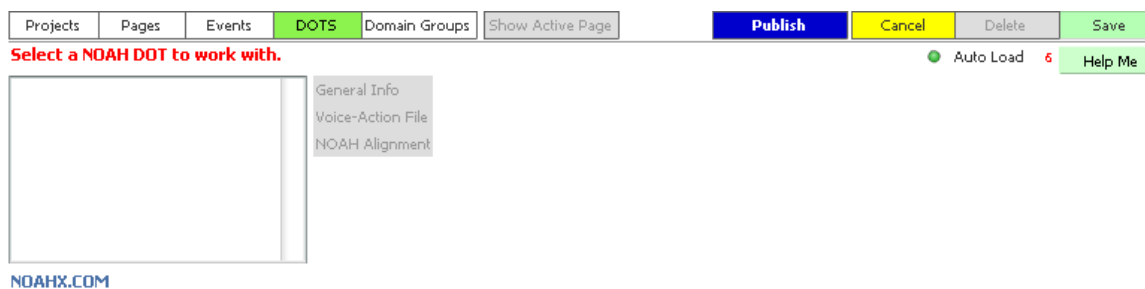 Projects Pages Events DOTS Domain Groups Show Active Page Publish Cancel Delete Save
Select a NOAH DOT to work with. Auto Load 6 Help Me
General Info
Voice-Action File
NOAH Alignment
NOAHX.COM